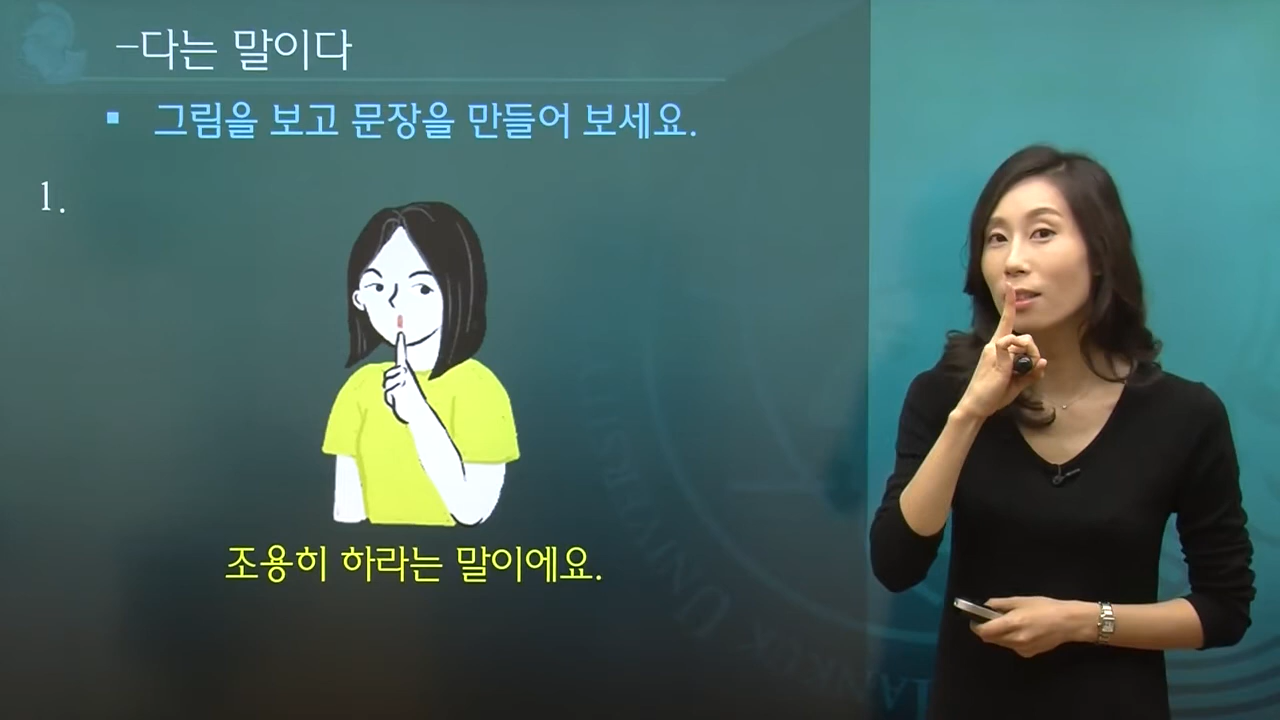 -다는 말이다
▪ 그림을 보고 문장을 만들어 보세요.
1.
조용히 하라는 말이에요.